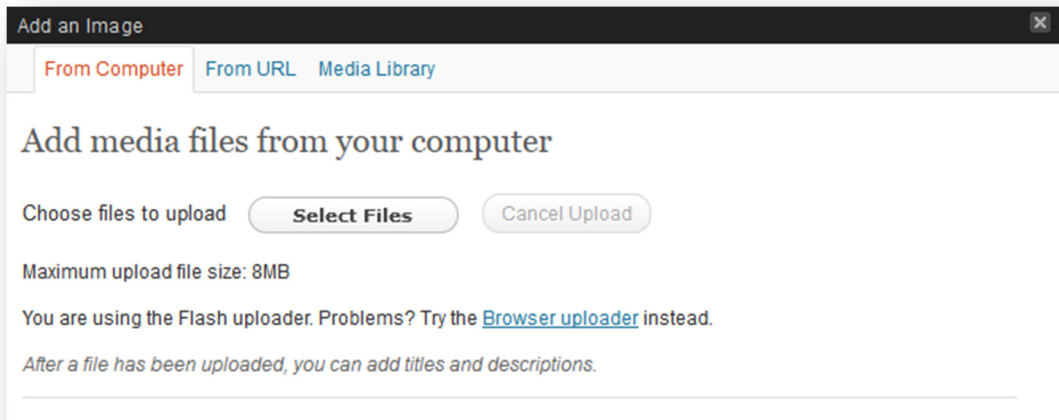 Add an Image
From Computer From URL Media Library
Add media files from your computer
Choose files to upload Select Files Cancel Upload
Maximum upload file size: 8MB
You are using the Flash uploader. Problems? Try the Browser uploader instead.
After a file has been uploaded, you can add titles and descriptions.